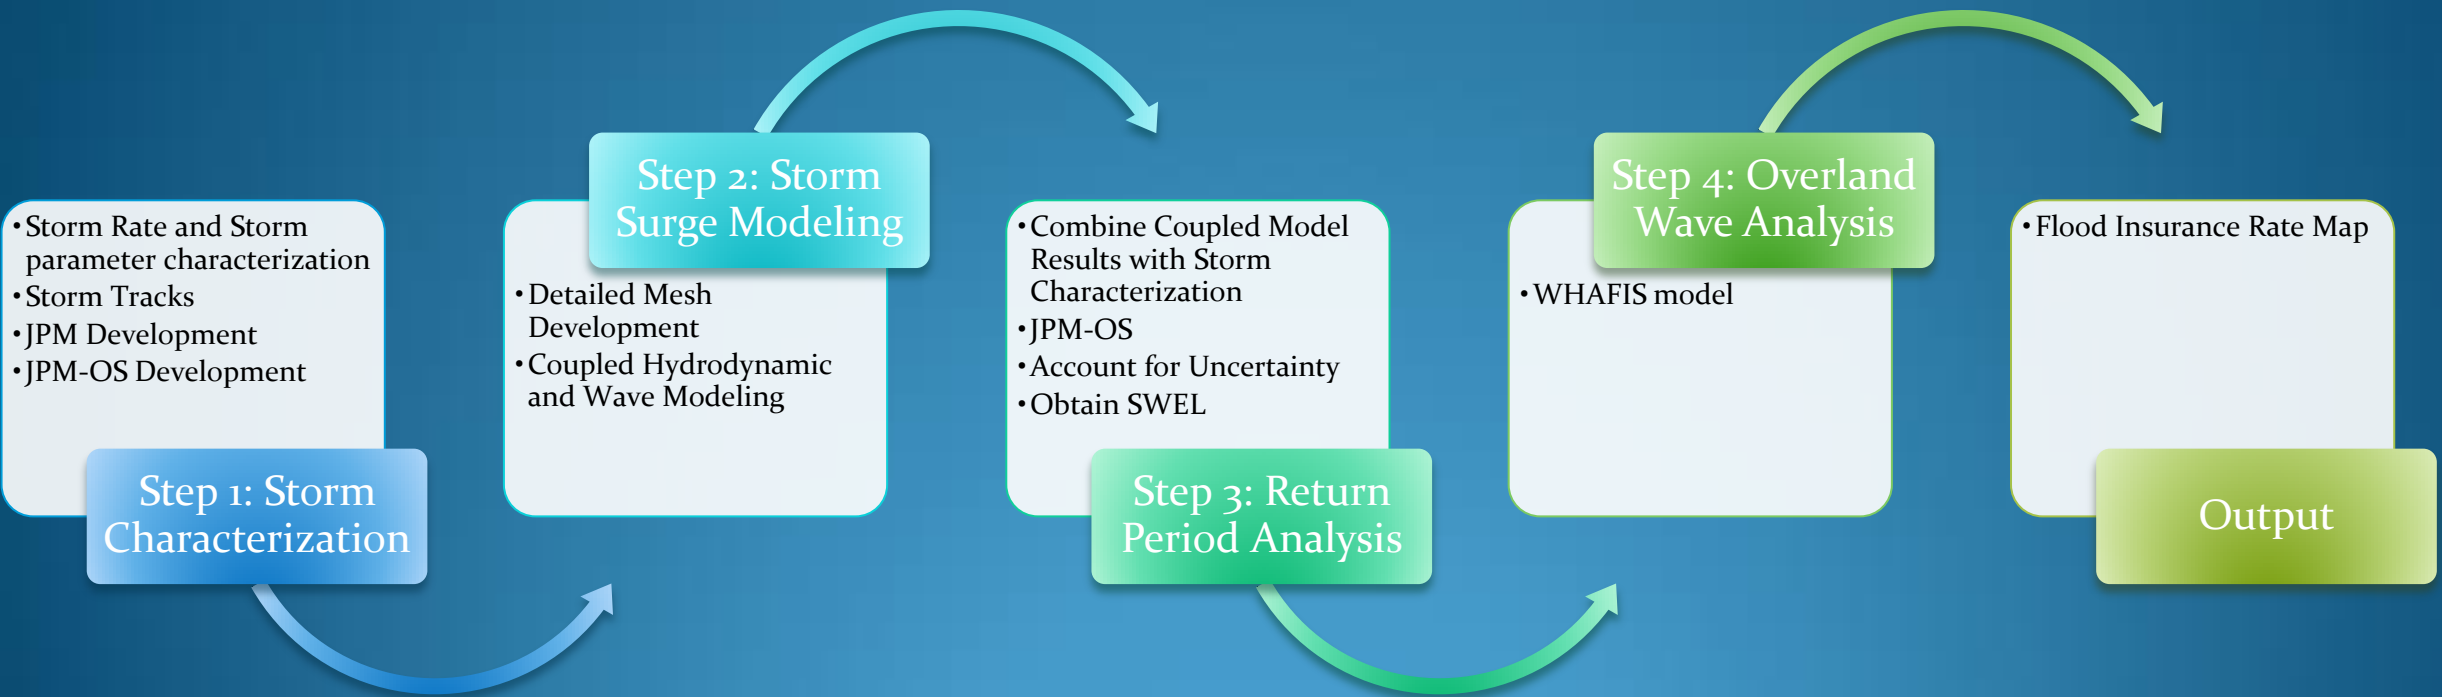 • Storm Rate and Storm
parameter characterization
• Storm Tracks
• JPM Development
• JPM-OS Development
Step 1: Storm
Characterization
Step 2: Storm
Surge Modeling
• Detailed Mesh
Development
• Coupled Hydrodynamic
and Wave Modeling
• Combine Coupled Model
Results with Storm
Characterization
• JPM-OS
• Account for Uncertainty
• Obtain SWEL
Step 3: Return
Period Analysis
Step 4: Overland
Wave Analysis
• WHAFIS model
• Flood Insurance Rate Map
Output